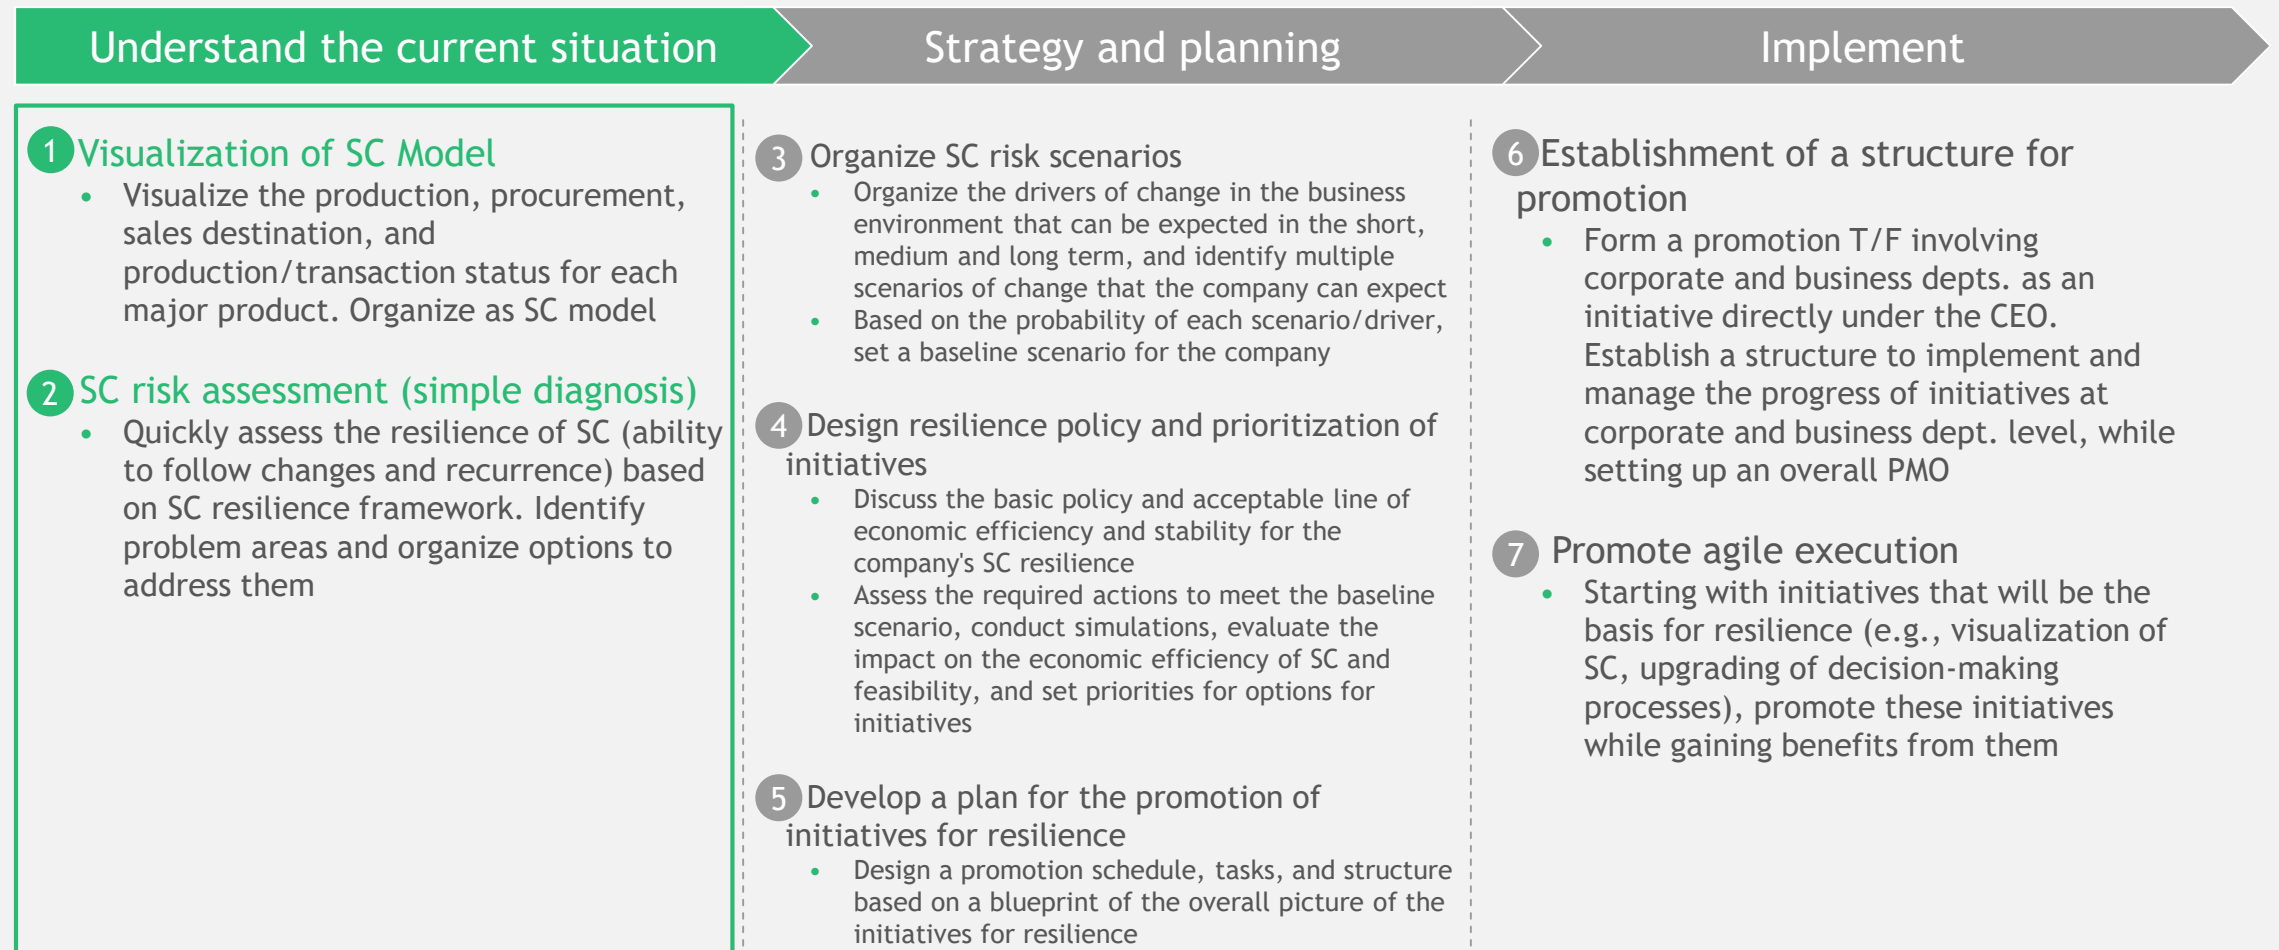 Understand the current situation
Strategy and planning
Implement
1 Visualization of SC Model
• Visualize the production, procurement,
sales destination, and
production/transaction status for each
major product. Organize as SC model
2 SC risk assessment (simple diagnosis)
• Quickly assess the resilience of SC (ability
to follow changes and recurrence) based
on SC resilience framework. Identify
problem areas and organize options to
address them
3 Organize SC risk scenarios
• Organize the drivers of change in the business
environment that can be expected in the short,
medium and long term, and identify multiple
scenarios of change that the company can expect
• Based on the probability of each scenario/driver,
set a baseline scenario for the company
4 Design resilience policy and prioritization of
initiatives
• Discuss the basic policy and acceptable line of
economic efficiency and stability for the
company's SC resilience
• Assess the required actions to meet the baseline
scenario, conduct simulations, evaluate the
impact on the economic efficiency of SC and
feasibility, and set priorities for options for
initiatives
5 Develop a plan for the promotion of
initiatives for resilience
• Design a promotion schedule, tasks, and structure
based on a blueprint of the overall picture of the
initiatives for resilience
6 Establishment of a structure for
promotion
• Form a promotion T/F involving
corporate and business depts. as an
initiative directly under the CEO.
Establish a structure to implement and
manage the progress of initiatives at
corporate and business dept. level, while
setting up an overall PMO
7 Promote agile execution
• Starting with initiatives that will be the
basis for resilience (e.g., visualization of
SC, upgrading of decision-making
processes), promote these initiatives
while gaining benefits from them